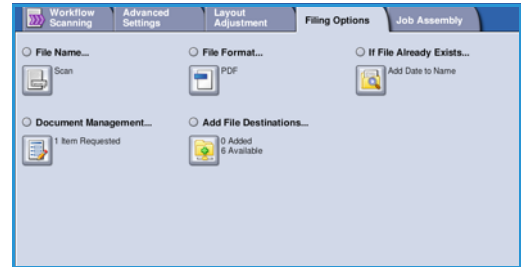 Workflow Scanning
Advanced Settings
Layout Adjustment
Filing Options
Job Assembly
File Name...
Scan
File Format...
PDF
If File Already Exists...
Add Date to Name
Document Management...
1 Item Requested
Add File Destinations...
0 Added
6 Available